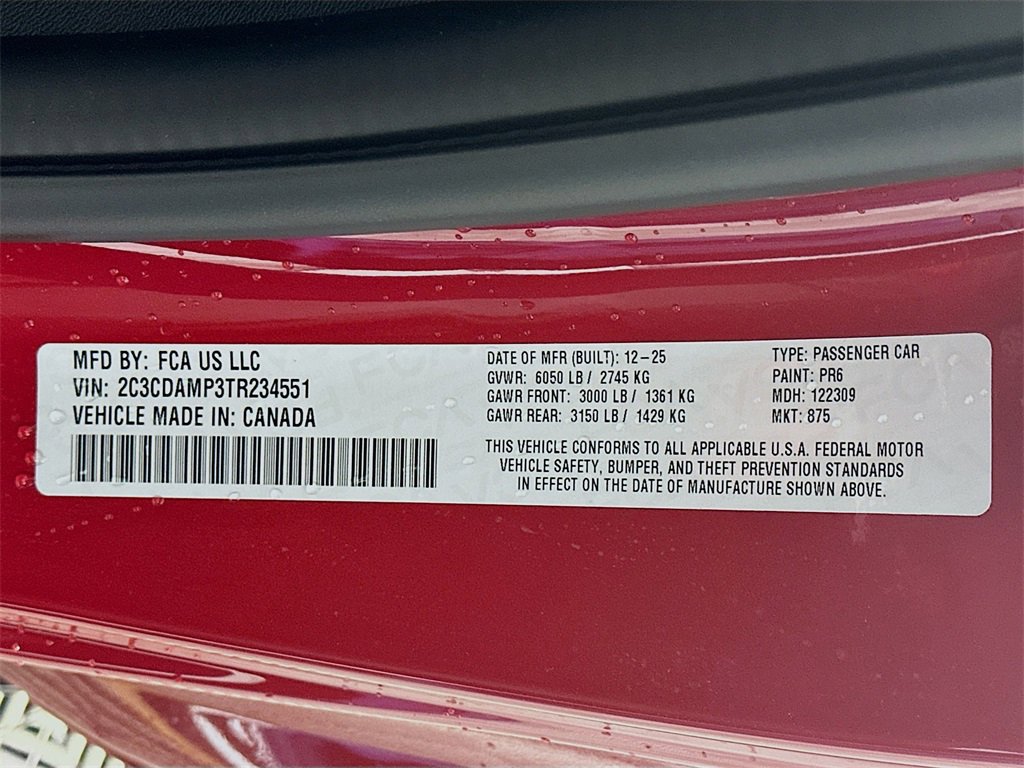 MFD BY: FCA US LLC
VIN: 2C3CDAMP3TR234551
VEHICLE MADE IN: CANADA
DATE OF MFR (BUILT): 12-25
GVWR: 6050 LB / 2745 KG
GAWR FRONT: 3000 LB / 1361 KG
GAWR REAR: 3150 LB / 1429 KG
TYPE: PASSENGER CAR
PAINT: PR6
MDH: 122309
MKT: 875
THIS VEHICLE CONFORMS TO ALL APPLICABLE U.S.A. FEDERAL MOTOR
VEHICLE SAFETY, BUMPER, AND THEFT PREVENTION STANDARDS
IN EFFECT ON THE DATE OF MANUFACTURE SHOWN ABOVE.